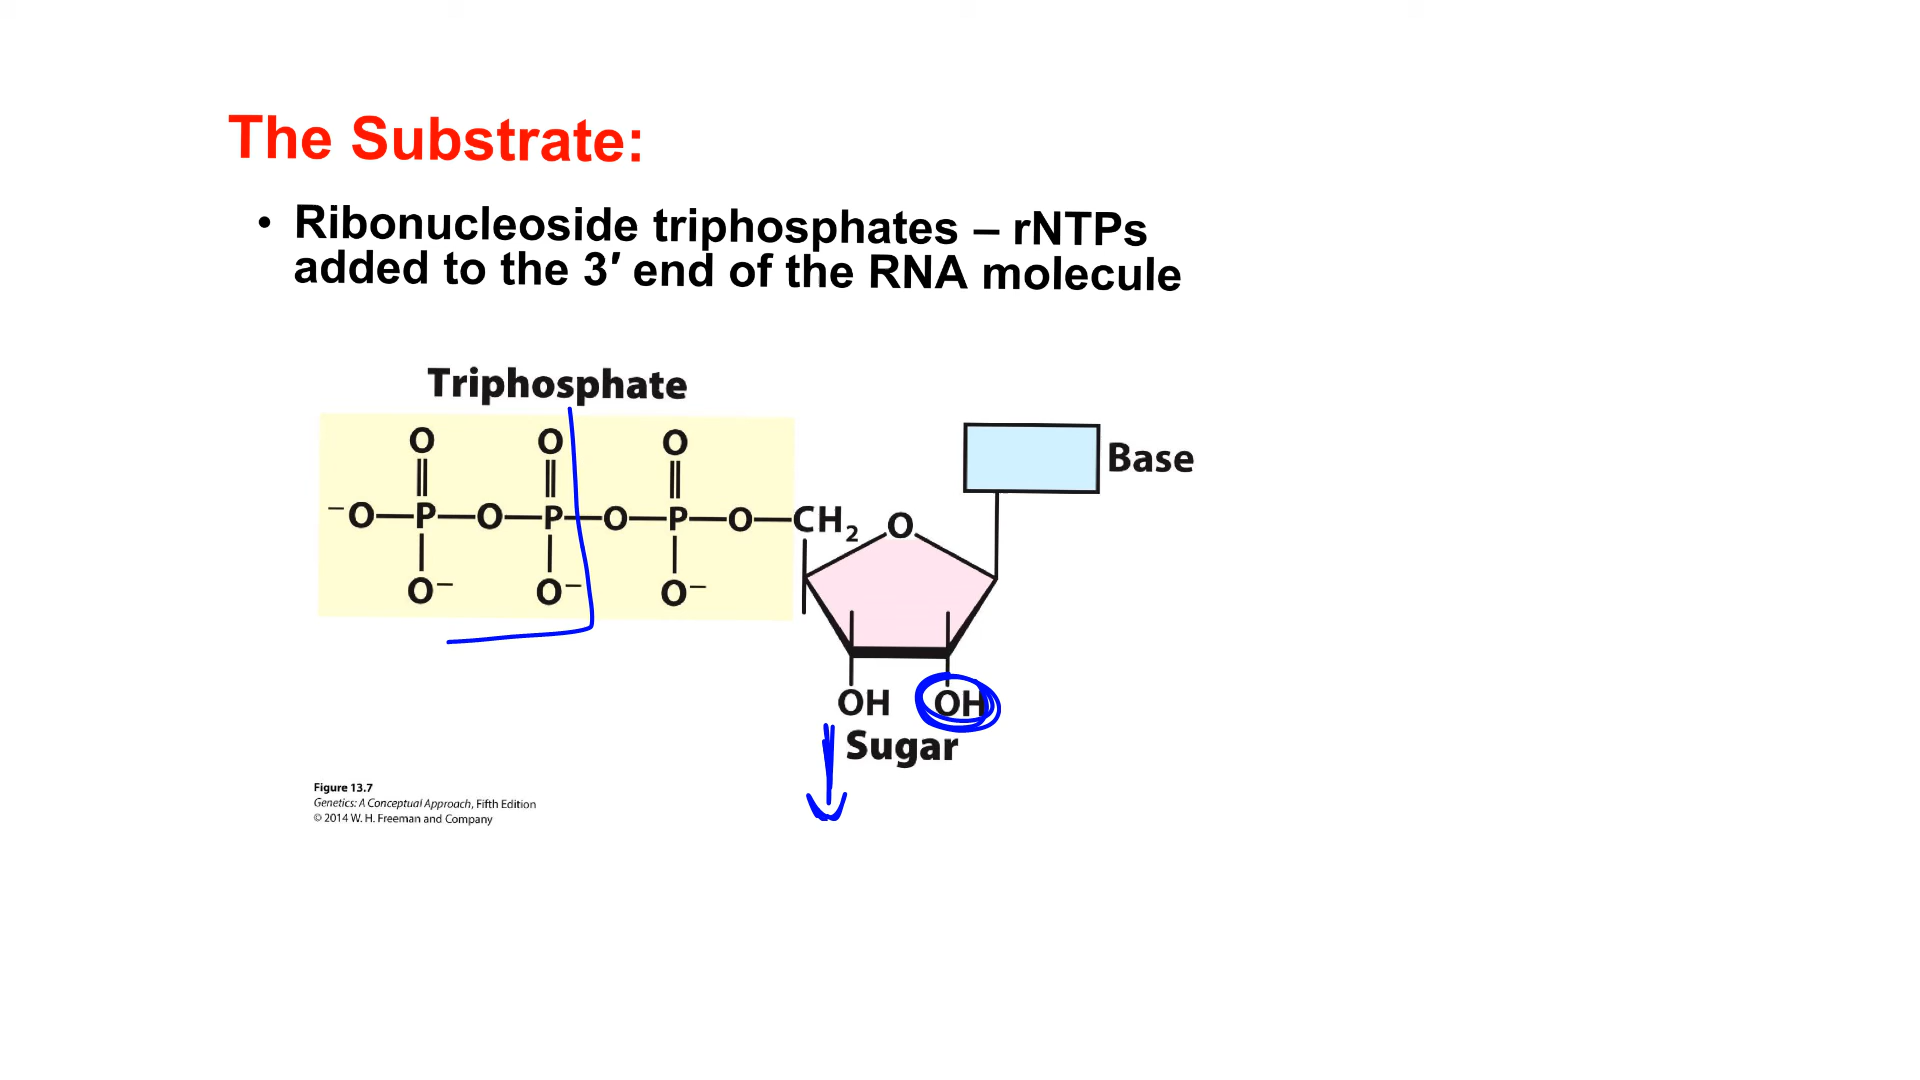 The Substrate:
• Ribonucleoside triphosphates – rNTPs
added to the 3′ end of the RNA molecule
Triphosphate
O O O
⁻O—P—O—P—O—P—O—CH₂ O
O⁻ O⁻ O⁻
Base
OH OH
Sugar
Figure 13.7
Genetics: A Conceptual Approach, Fifth Edition
© 2014 W. H. Freeman and Company